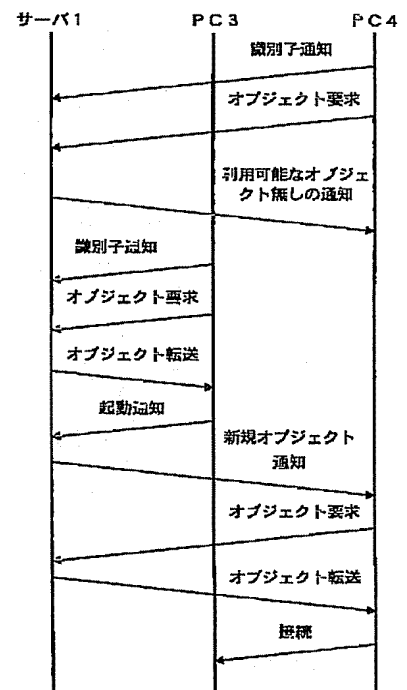 サーバ1 PC3 PC4
識別子通知
オブジェクト要求
利用可能なオブジェ
クト無しの通知
識別子通知
オブジェクト要求
オブジェクト転送
起動通知
新規オブジェクト
通知
オブジェクト要求
オブジェクト転送
接続